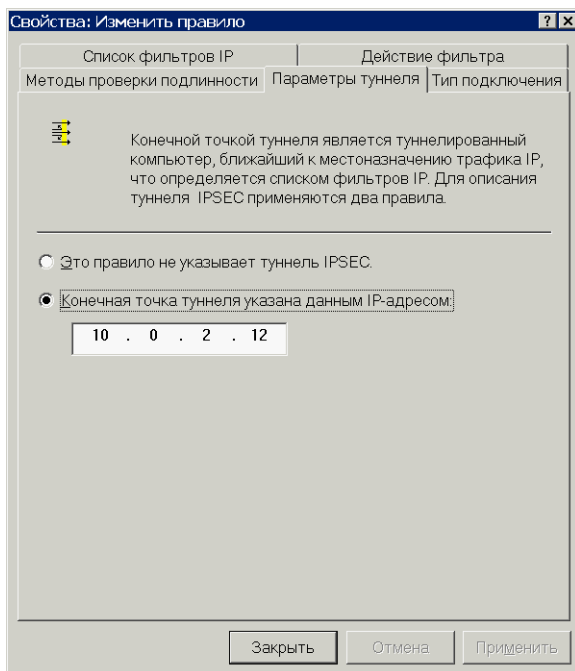 Свойства: Изменить правило
Список фильтров IP
Действие фильтра
Методы проверки подлинности
Параметры туннеля
Тип подключения
Конечной точкой туннеля является туннелированный
компьютер, ближайший к местоназначению трафика IP,
что определяется списком фильтров IP. Для описания
туннеля IPSEC применяются два правила.
Это правило не указывает туннель IPSEC.
Конечная точка туннеля указана данным IP-адресом:
10 . 0 . 2 . 12
Закрыть
Отмена
Применить